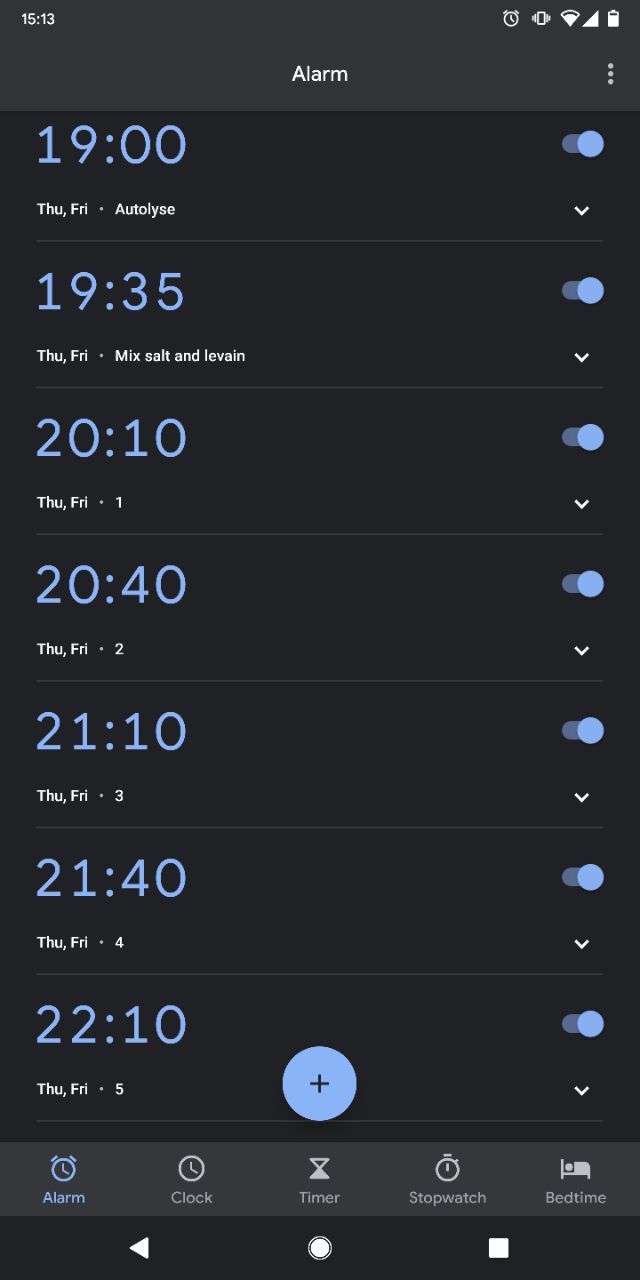 15:13
Alarm
19:00
Thu, Fri • Autolyse
19:35
Thu, Fri • Mix salt and levain
20:10
Thu, Fri • 1
20:40
Thu, Fri • 2
21:10
Thu, Fri • 3
21:40
Thu, Fri • 4
22:10
Thu, Fri • 5
+
Alarm Clock Timer Stopwatch Bedtime